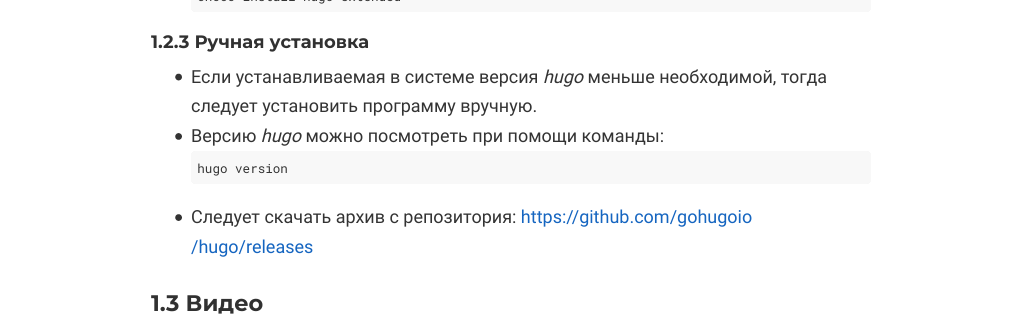 1.2.3 Ручная установка
Если устанавливаемая в системе версия hugo меньше необходимой, тогда
следует установить программу вручную.
Версию hugo можно посмотреть при помощи команды:
hugo version
Следует скачать архив с репозитория: https://github.com/gohugoio
/hugo/releases
1.3 Видео